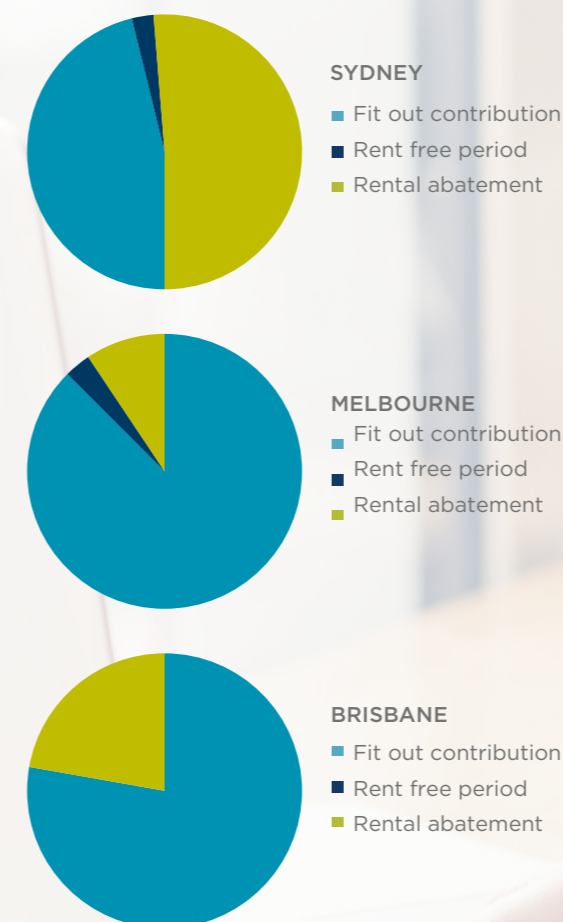 SYDNEY
Fit out contribution
Rent free period
Rental abatement
MELBOURNE
Fit out contribution
Rent free period
Rental abatement
BRISBANE
Fit out contribution
Rent free period
Rental abatement